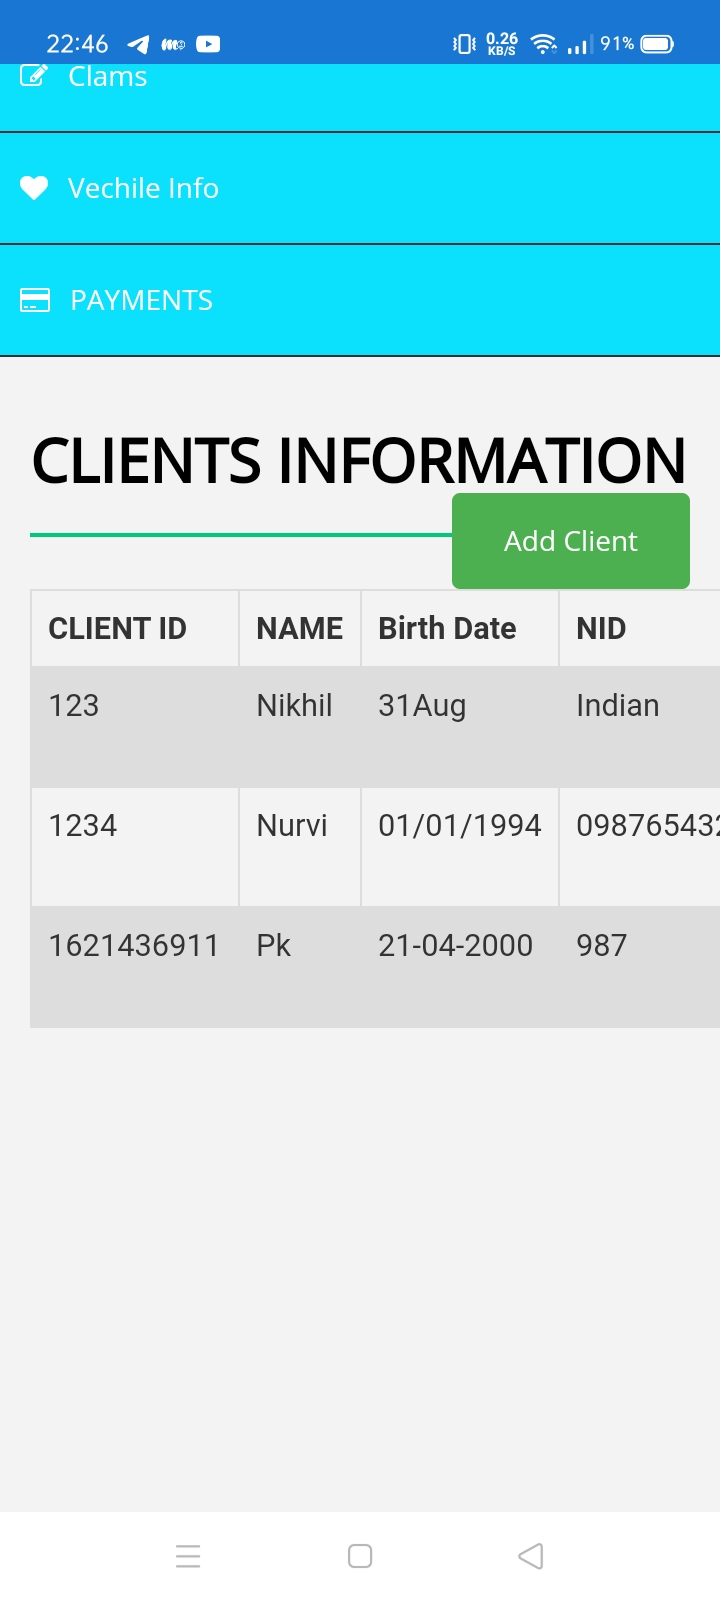 22:46 0.26 KB/S 91%
Clams
Vechile Info
PAYMENTS
CLIENTS INFORMATION
Add Client
CLIENT ID NAME Birth Date NID
123 Nikhil 31Aug Indian
1234 Nurvi 01/01/1994 09876543
1621436911 Pk 21-04-2000 987